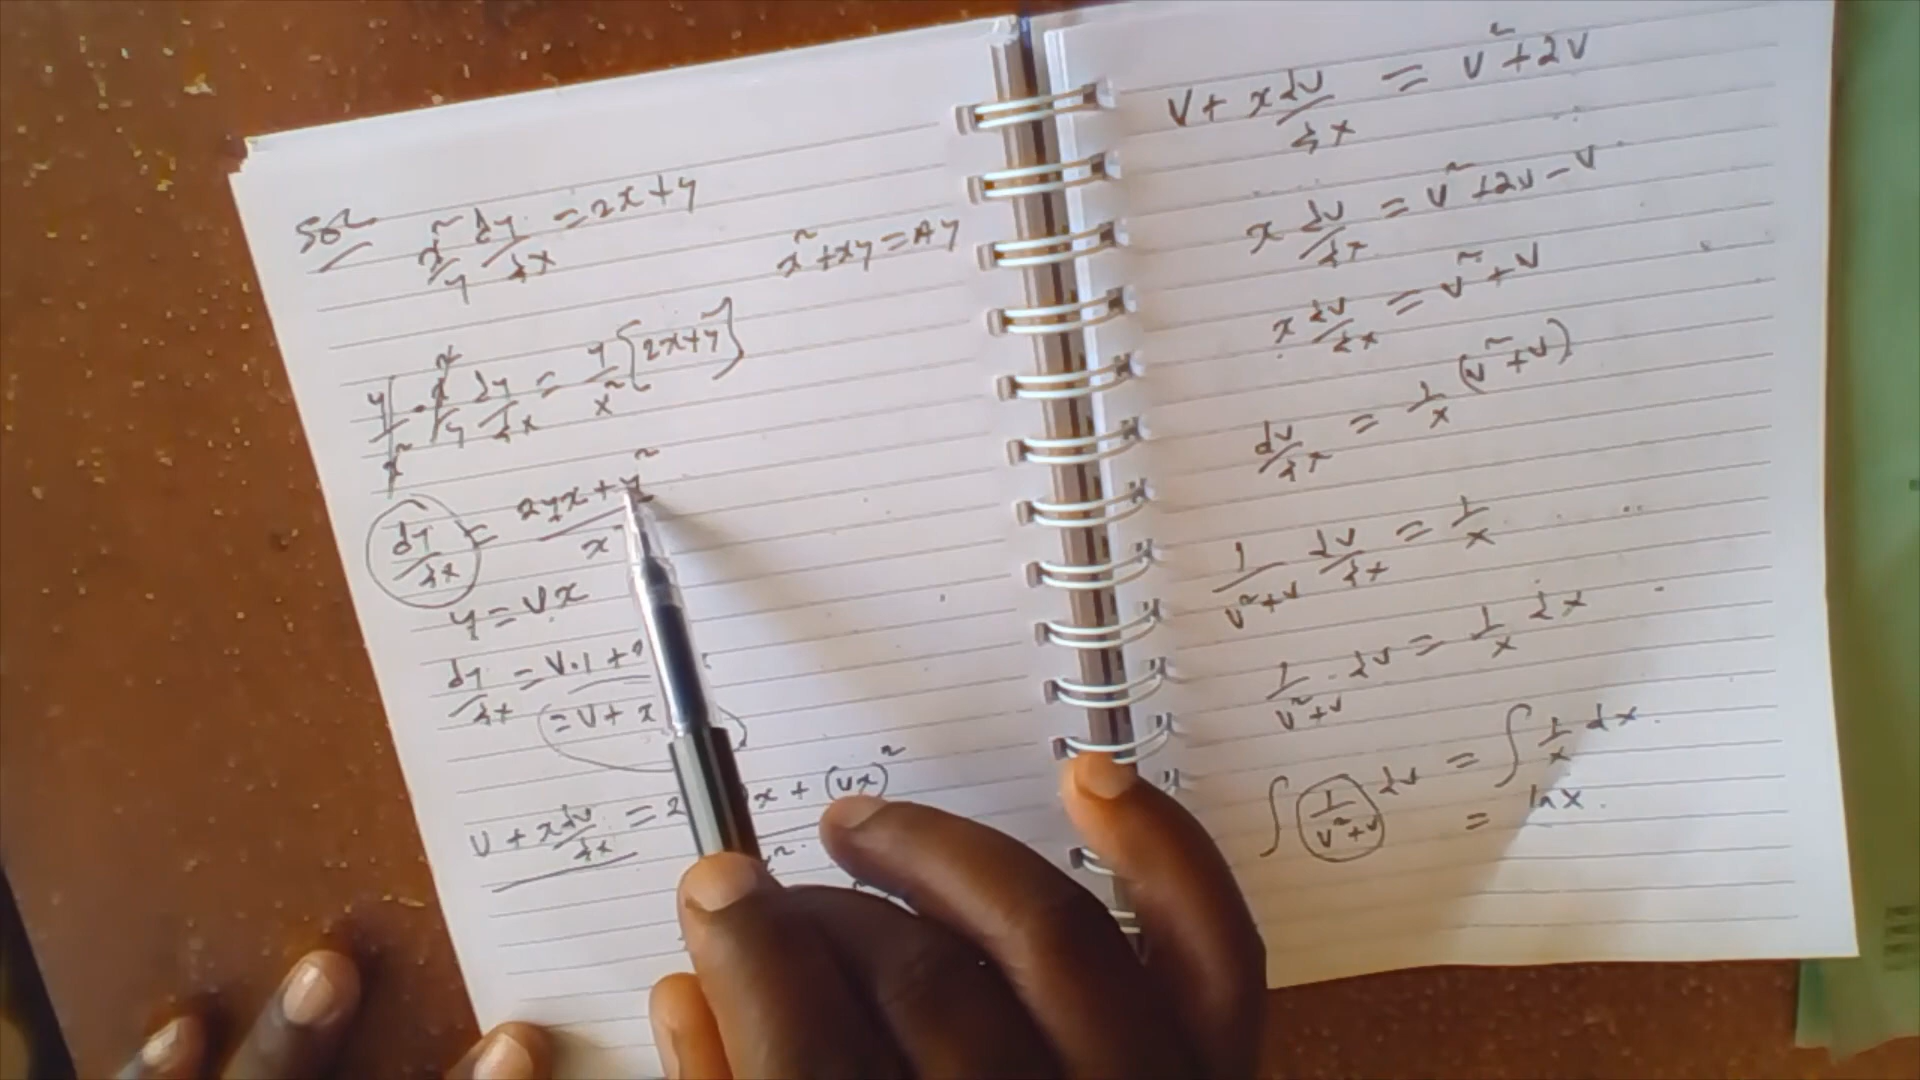 Sol x²/y dy/dx = 2x+y
x²+xy = Ay
y/x² · x²/y dy/dx = y/x² {2x+y}
dy/dx = 2yx+y²/x
y = vx
dy/dx = v·1 +
= v + x
v + x dv/dx = 2 x + (vx)²
v + x dv/dx = v²+2v
x dv/dx = v²+2v-v
x dv/dx = v²+v
dv/dx = 1/x (v²+v)
1/v²+v dv/dx = 1/x
1/v²+v · dv = 1/x dx
∫ 1/v²+v dv = ∫ 1/x dx
= ln x.